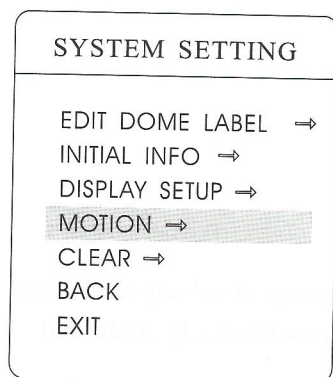 SYSTEM SETTING
EDIT DOME LABEL ⇒
INITIAL INFO ⇒
DISPLAY SETUP ⇒
MOTION ⇒
CLEAR ⇒
BACK
EXIT